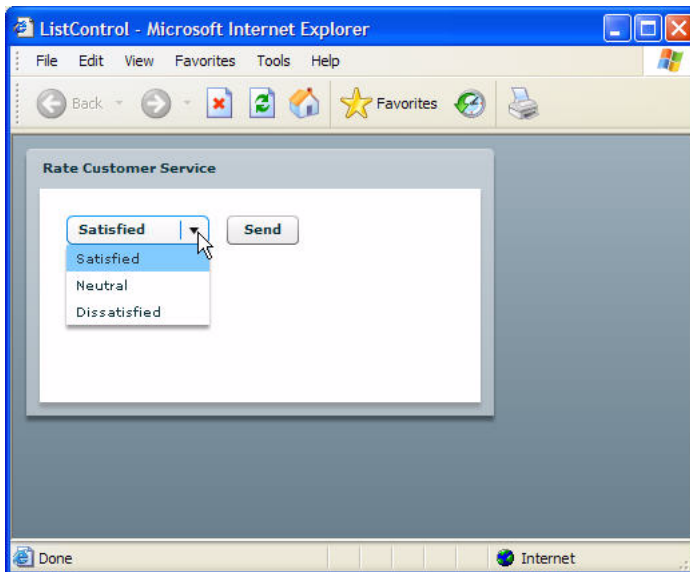 ListControl - Microsoft Internet Explorer
File Edit View Favorites Tools Help
Back Favorites
Rate Customer Service
Satisfied Send
Satisfied
Neutral
Dissatisfied
Done Internet